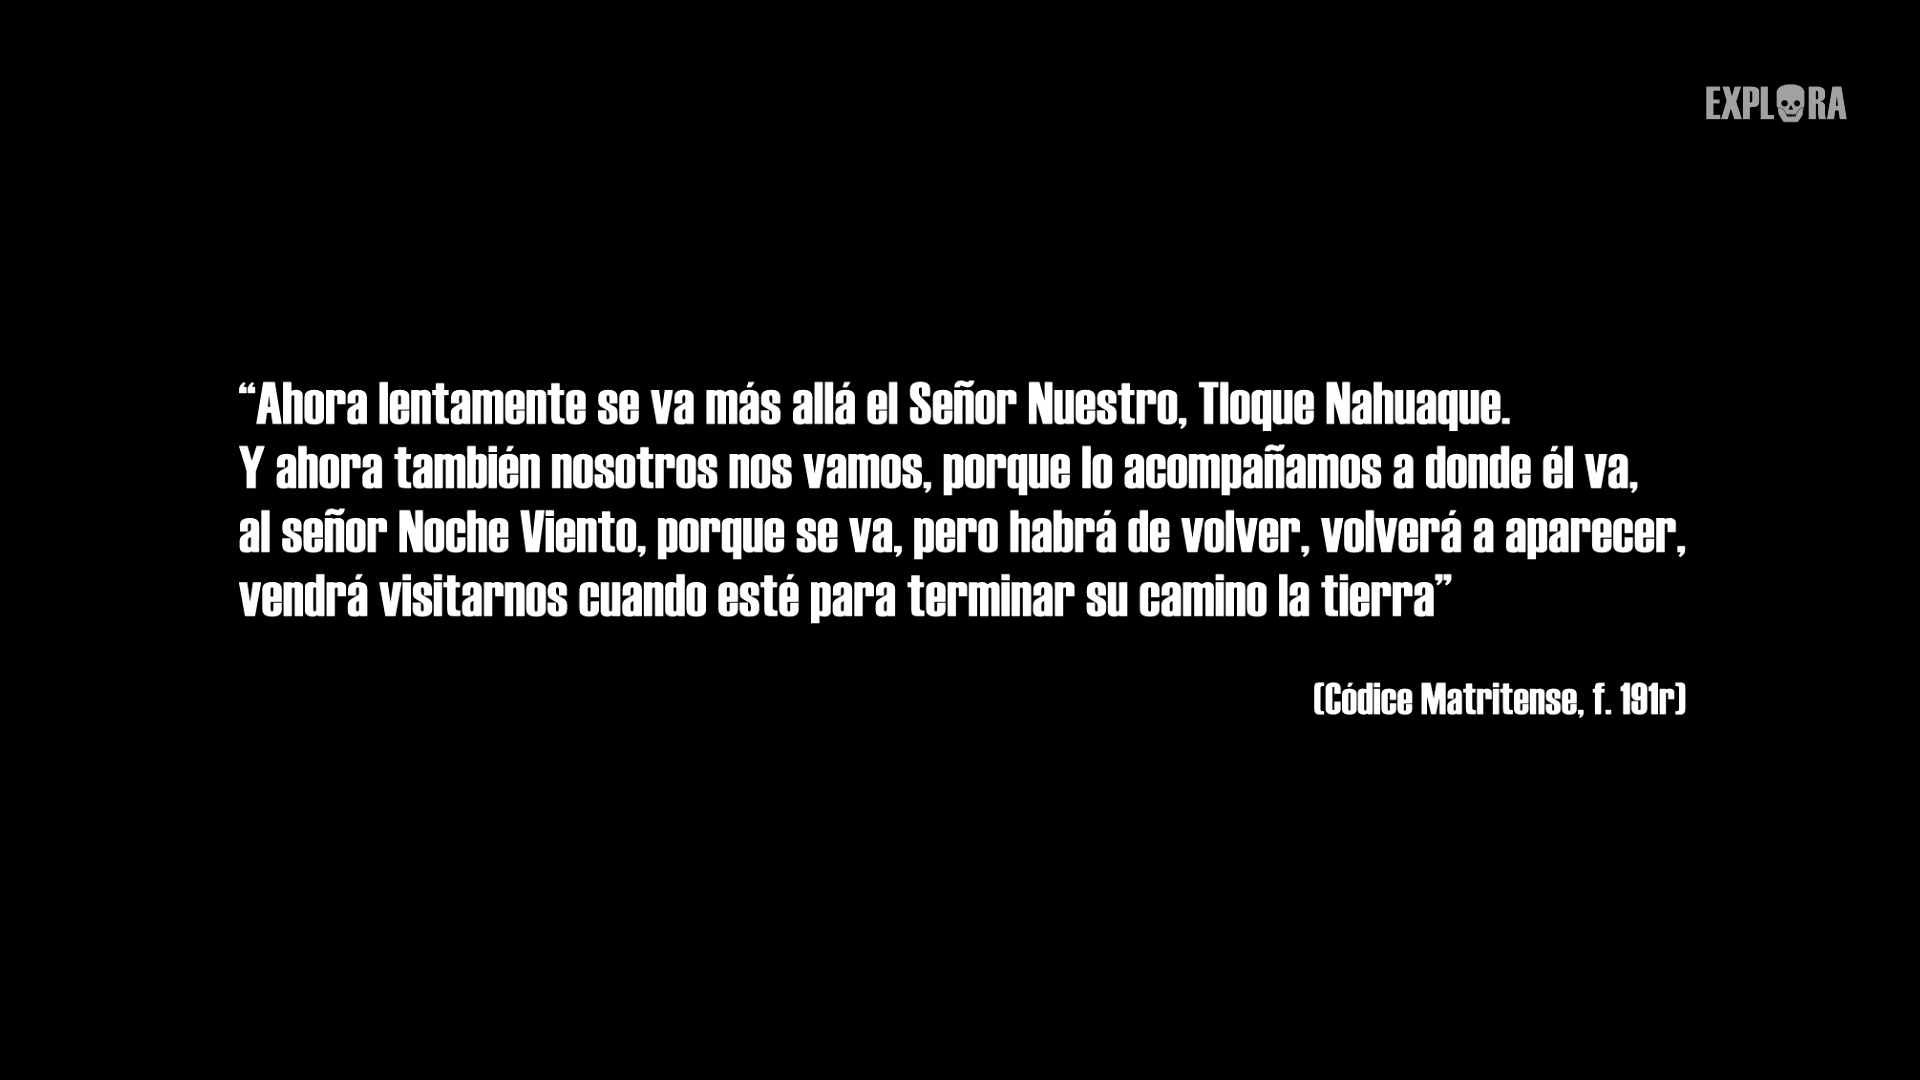 EXPLORA
“Ahora lentamente se va más allá el Señor Nuestro, Tloque Nahuaque.
Y ahora también nosotros nos vamos, porque lo acompañamos a donde él va,
al señor Noche Viento, porque se va, pero habrá de volver, volverá a aparecer,
vendrá visitarnos cuando esté para terminar su camino la tierra”
(Códice Matritense, f. 191r)